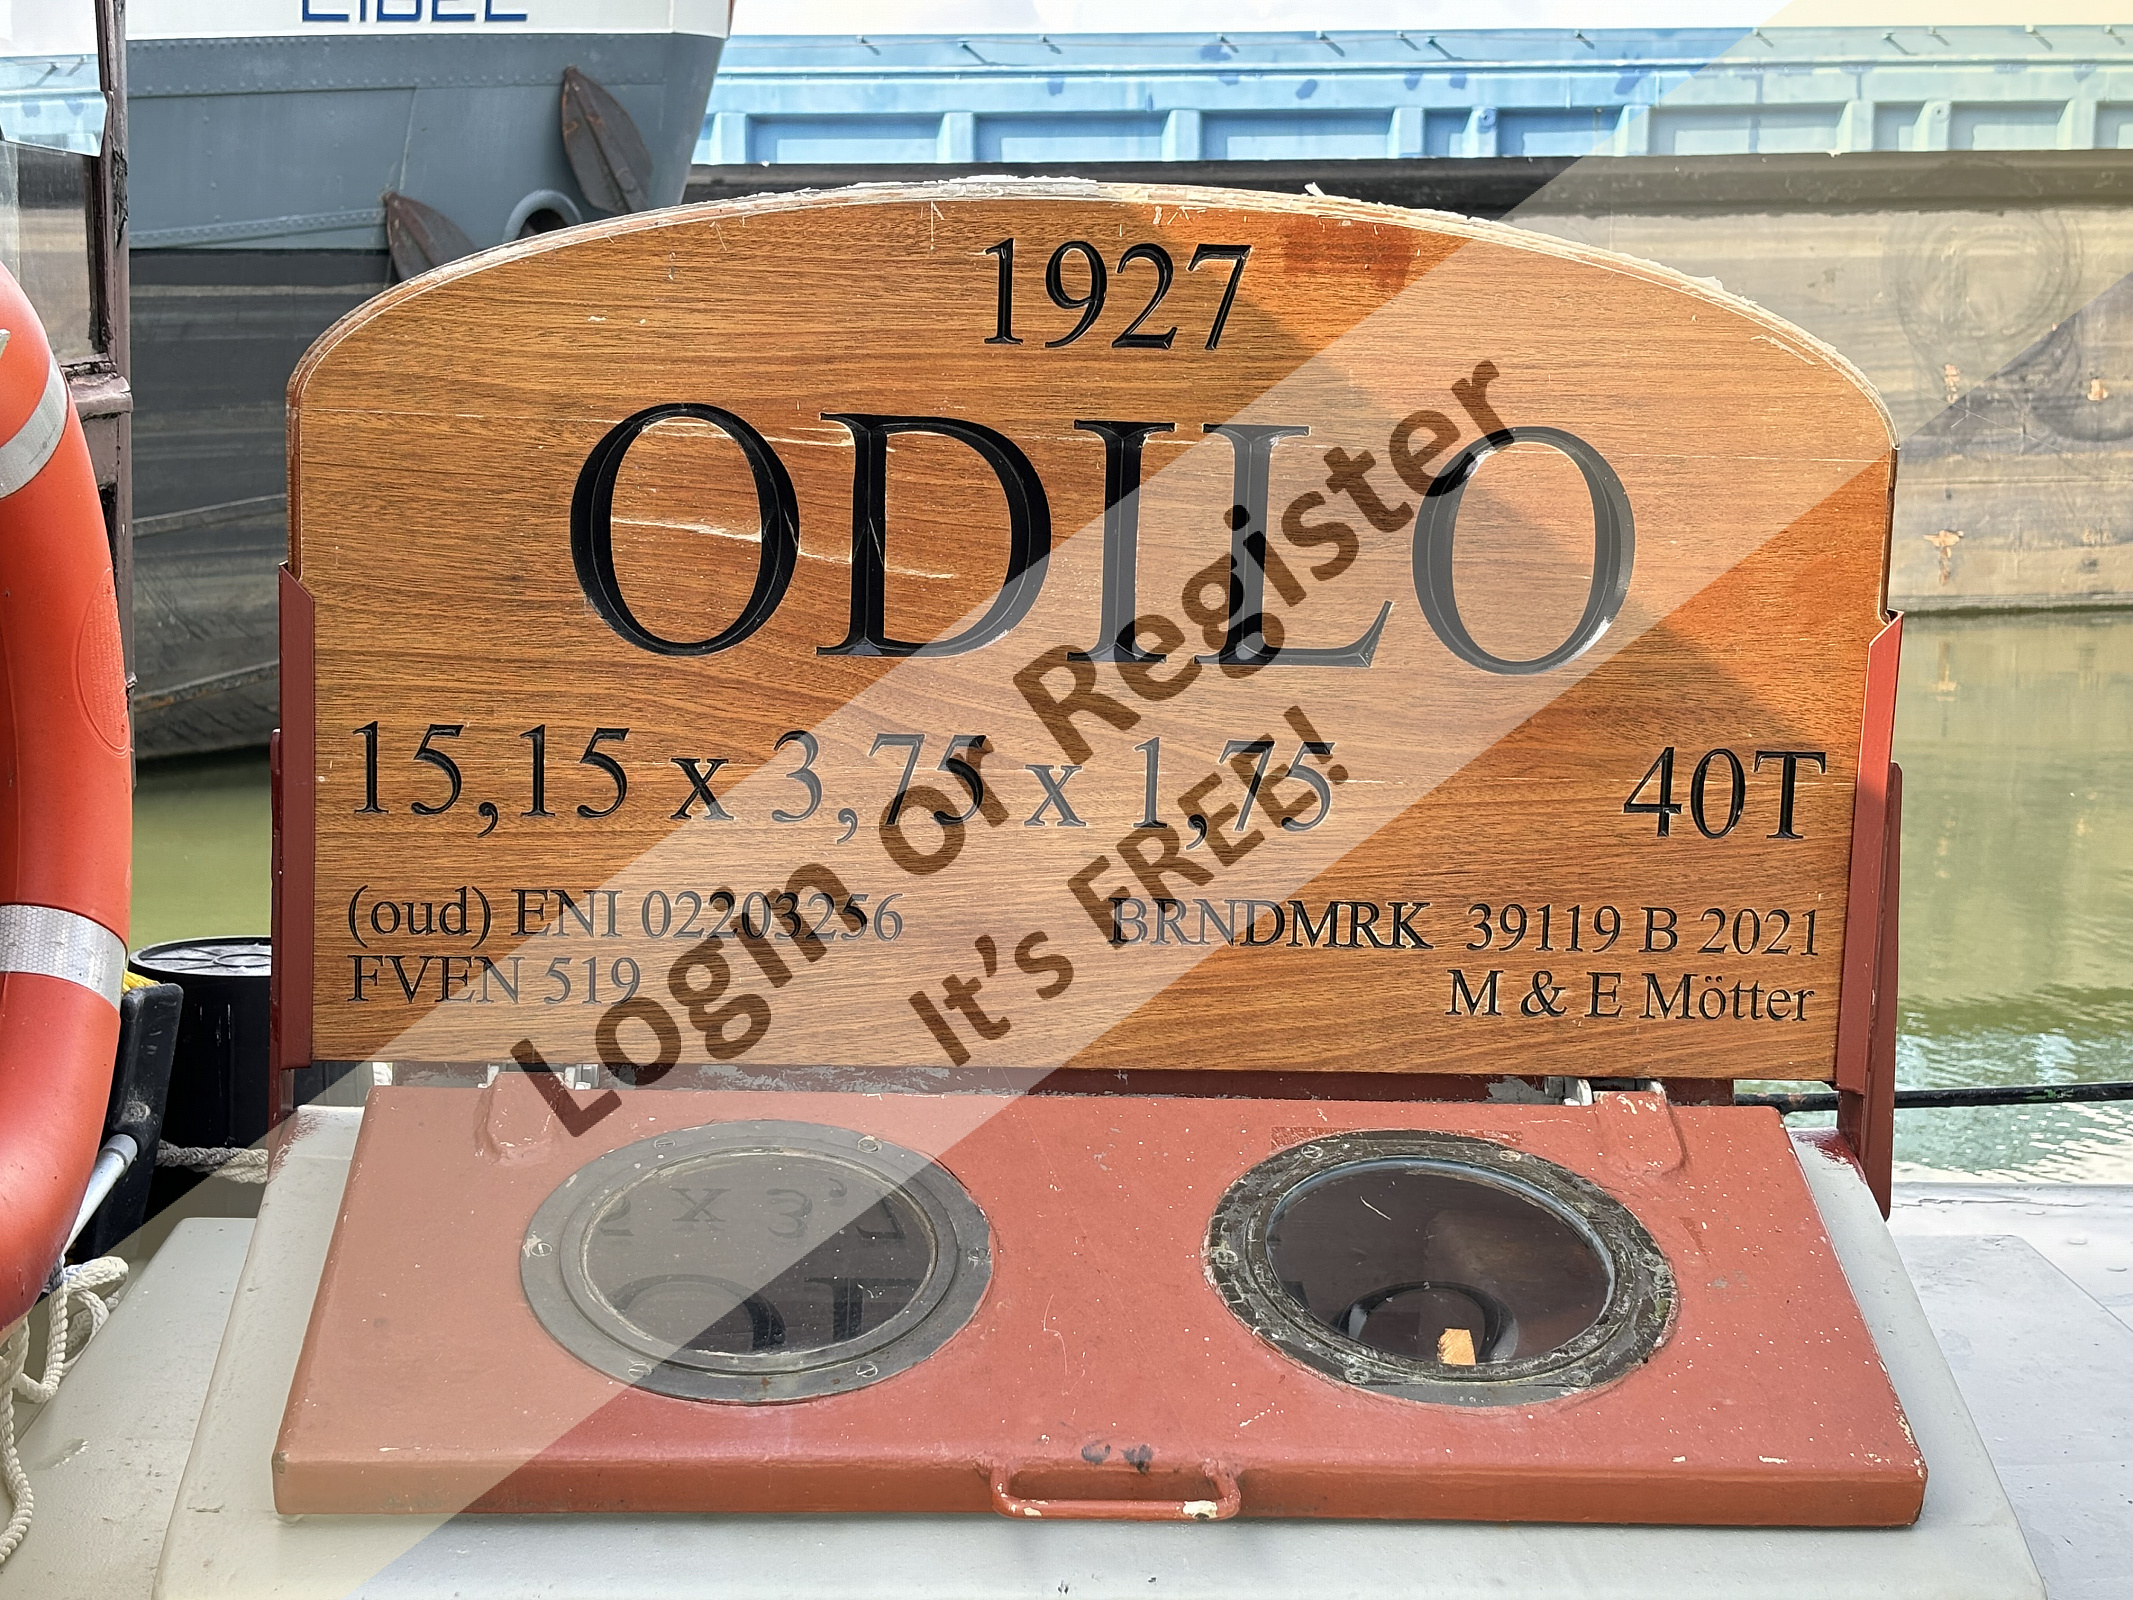 1927
ODILO
15,15 x 3,75 x 1,75 40T
(oud) ENI 02203256 BRNDMRK 39119 B 2021
FVEN 519 M & E Mötter
Login or Register
It's FREE!